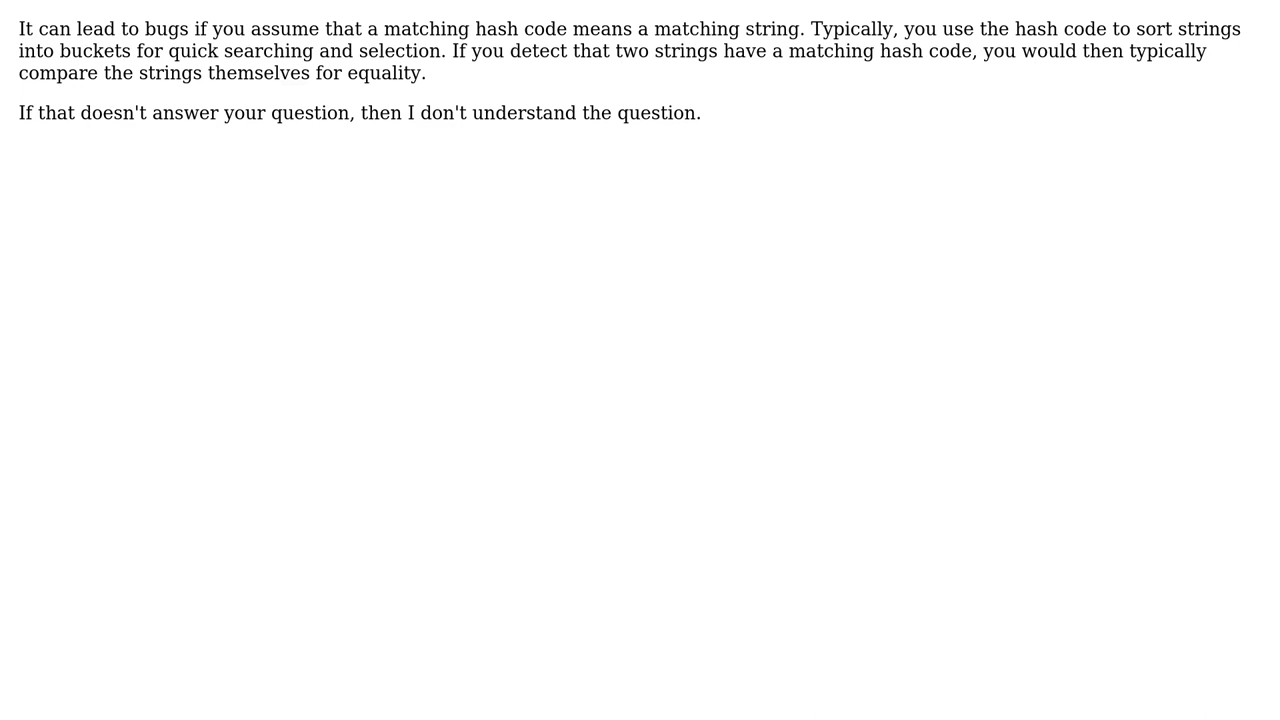 It can lead to bugs if you assume that a matching hash code means a matching string. Typically, you use the hash code to sort strings
into buckets for quick searching and selection. If you detect that two strings have a matching hash code, you would then typically
compare the strings themselves for equality.
If that doesn't answer your question, then I don't understand the question.